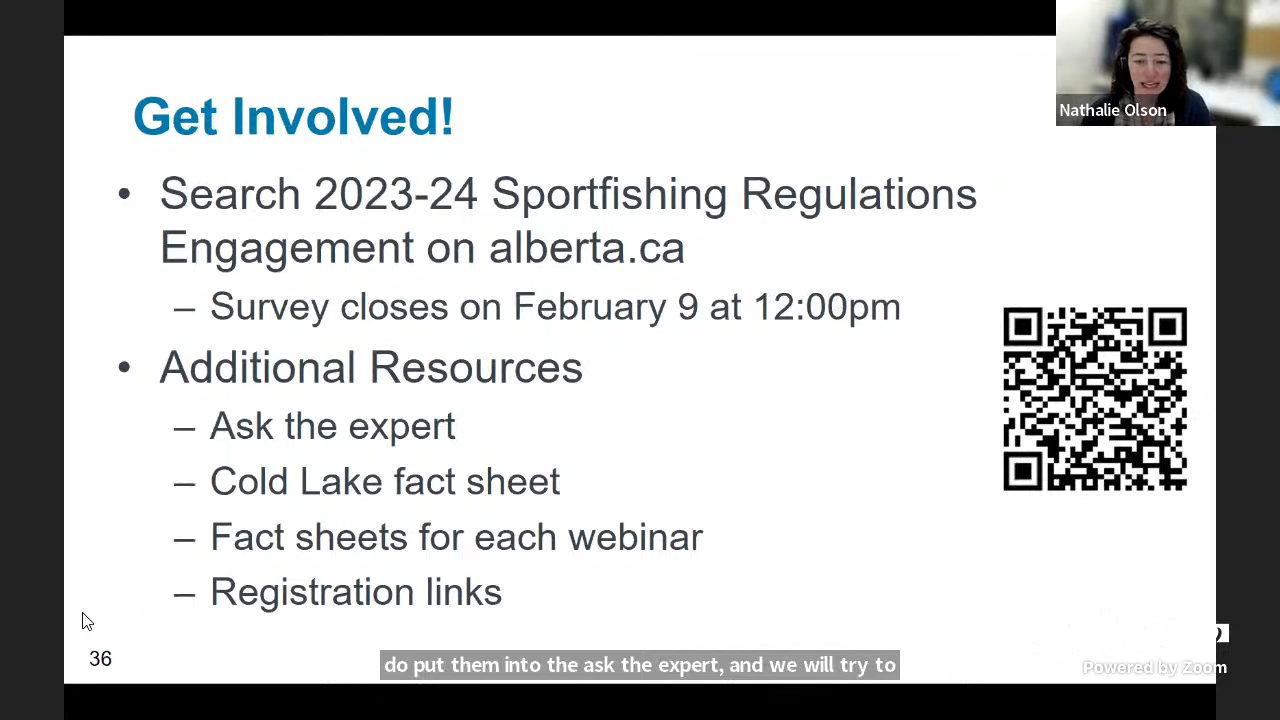 Get Involved!
Nathalie Olson
• Search 2023-24 Sportfishing Regulations
Engagement on alberta.ca
– Survey closes on February 9 at 12:00pm
• Additional Resources
– Ask the expert
– Cold Lake fact sheet
– Fact sheets for each webinar
– Registration links
36
do put them into the ask the expert, and we will try to
Powered by Zoom